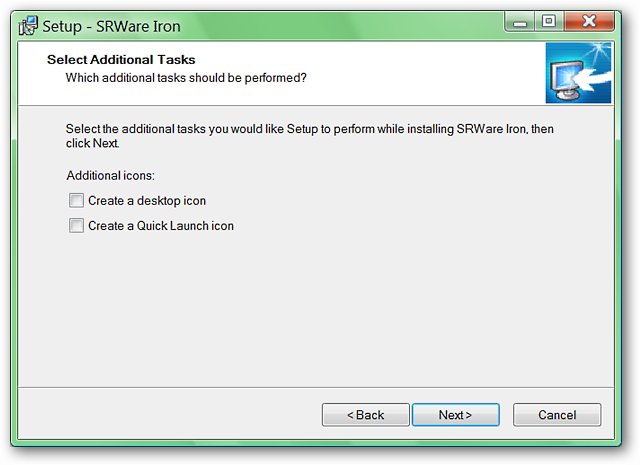 Setup - SRWare Iron
Select Additional Tasks
Which additional tasks should be performed?
Select the additional tasks you would like Setup to perform while installing SRWare Iron, then
click Next.
Additional icons:
Create a desktop icon
Create a Quick Launch icon
< Back
Next >
Cancel